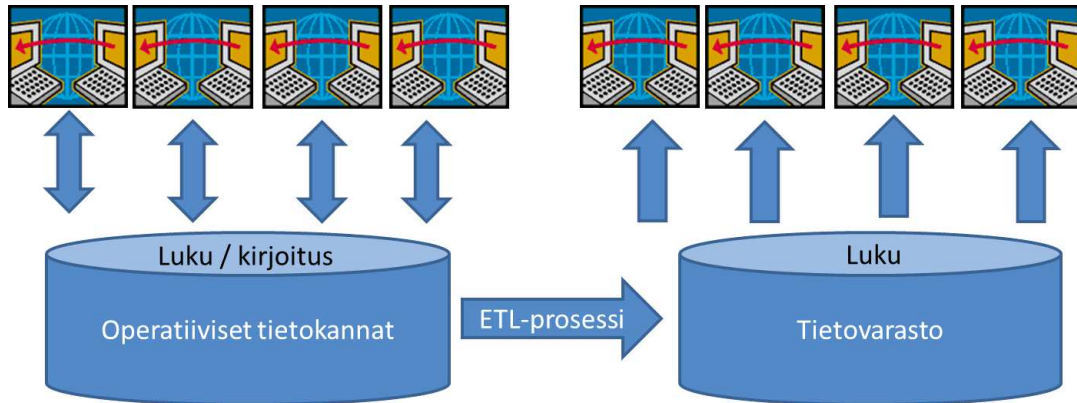 Luku / kirjoitus
Operatiiviset tietokannat
ETL-prosessi
Luku
Tietovarasto